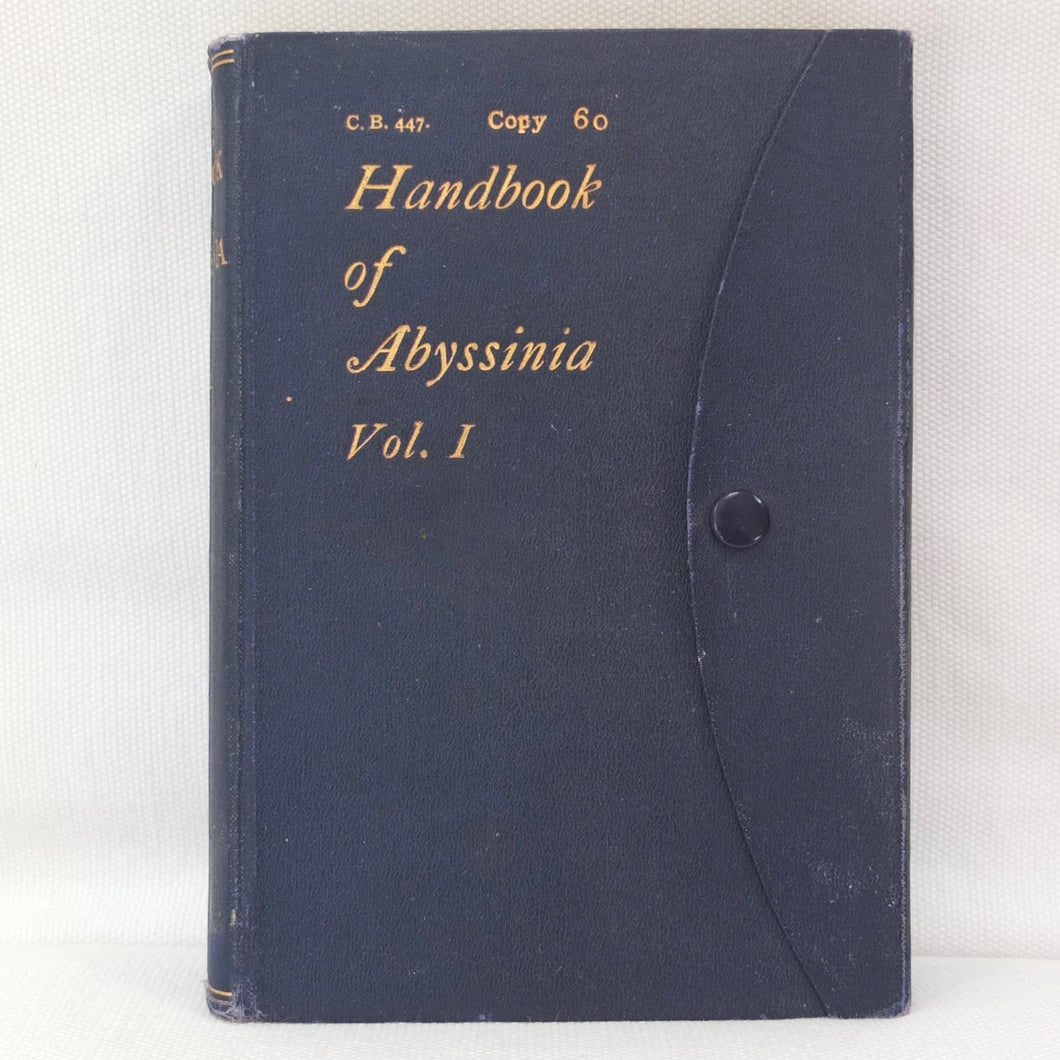 C. B. 447. Copy 60
Handbook
of
Abyssinia
Vol. I